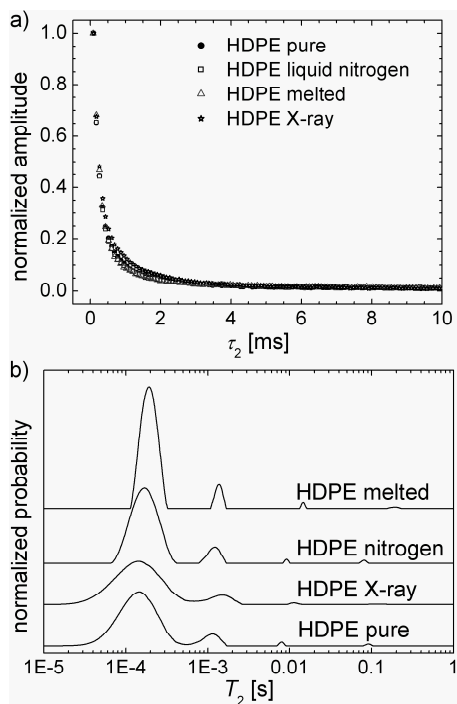 a)
normalized amplitude
1.0
0.8
0.6
0.4
0.2
0.0
HDPE pure
HDPE liquid nitrogen
HDPE melted
HDPE X-ray
0 2 4 6 8 10
τ2 [ms]
b)
normalized probability
HDPE melted
HDPE nitrogen
HDPE X-ray
HDPE pure
1E-5 1E-4 1E-3 0.01 0.1 1
T2 [s]